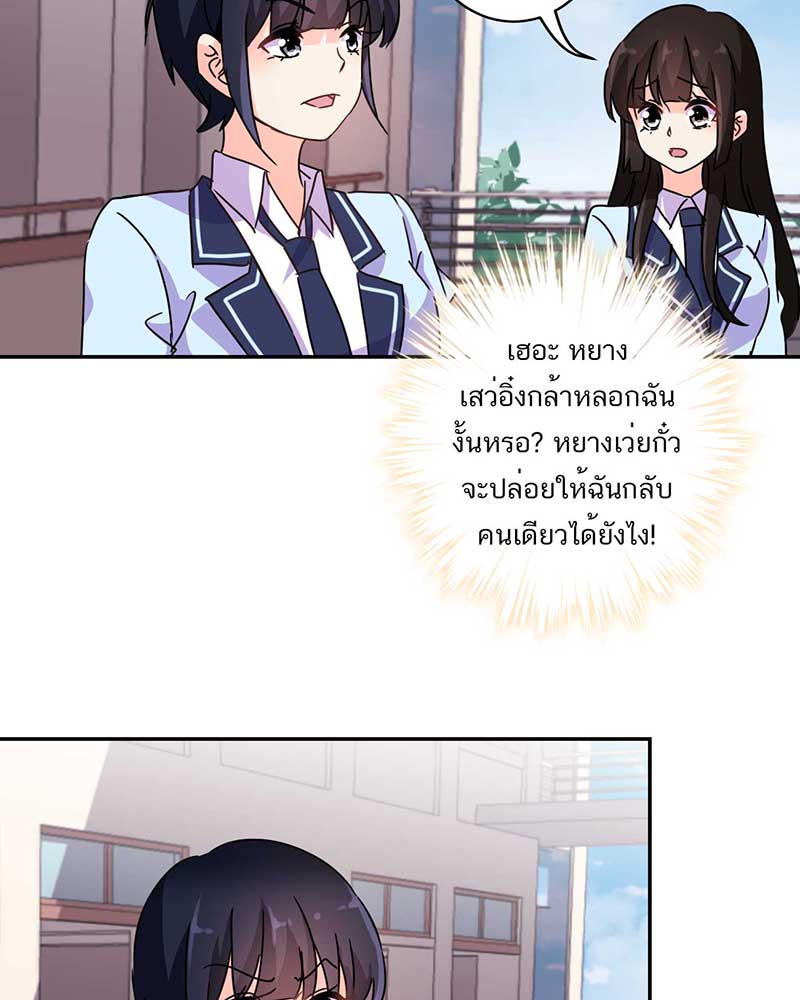 เฮอะ หยาง
เสว่อิ๋งกล้าหลอกฉัน
งั้นหรอ? หยางเว่ยกั๋ว
จะปล่อยให้ฉันกลับ
คนเดียวได้ยังไง!